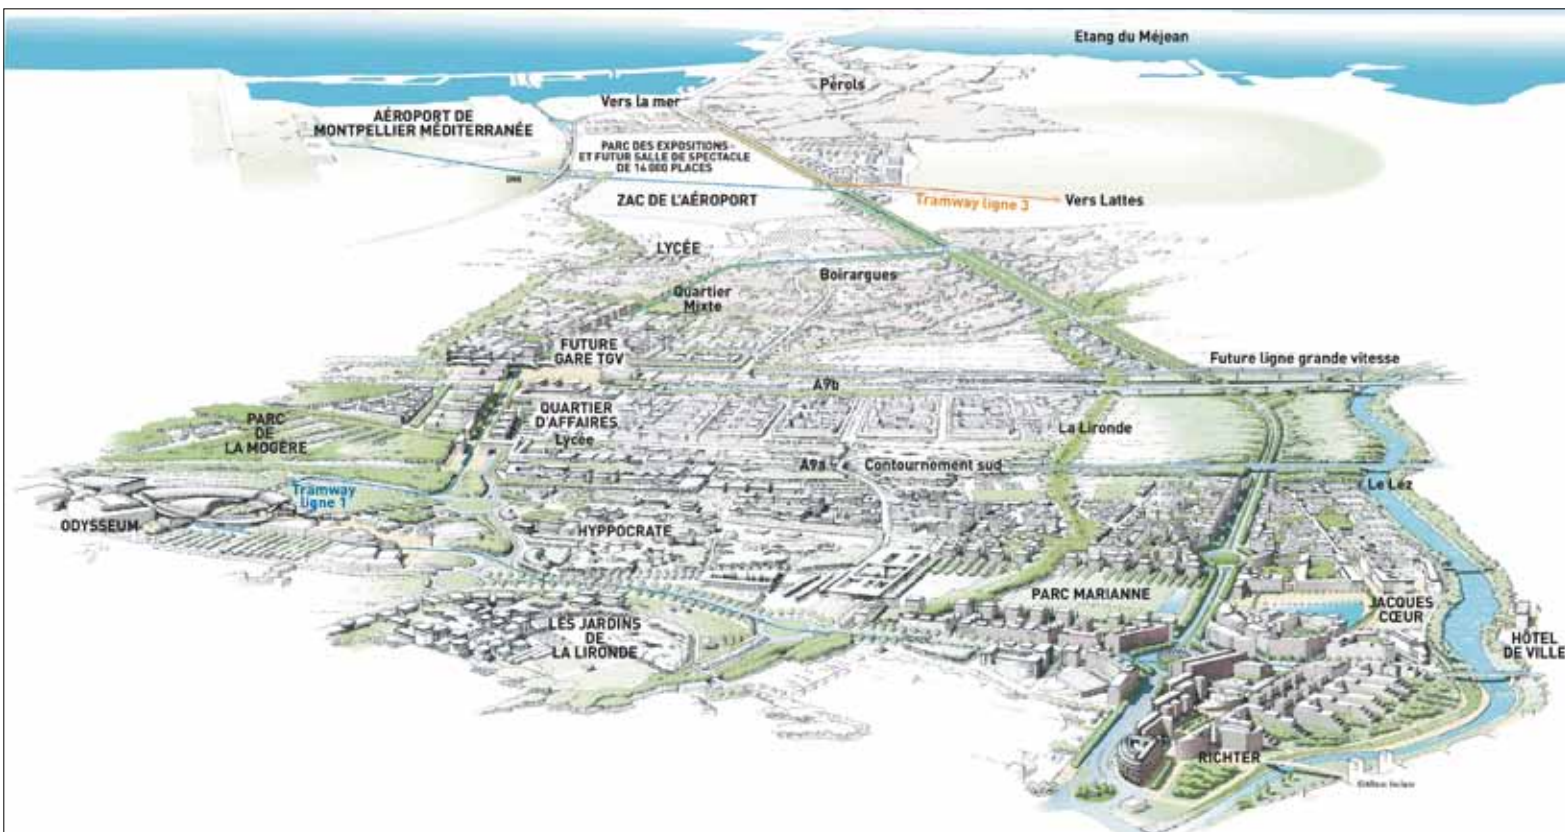 Etang du Méjean
Pérols
Vers la mer
AÉROPORT DE
MONTPELLIER MÉDITERRANÉE
PARC DES EXPOSITIONS
ET FUTUR SALLE DE SPECTACLE
DE 14 000 PLACES
ZAC DE L'AÉROPORT
Tramway ligne 3
Vers Lattes
LYCÉE
Boirargues
Quartier
Mixte
FUTURE
GARE TGV
Future ligne grande vitesse
A9b
PARC
DE
LA MOGÈRE
QUARTIER
D'AFFAIRES
Lycée
La Lironde
A9a
Contournement sud
Le Lez
Tramway
ligne 1
ODYSSEUM
HYPPOCRATE
PARC MARIANNE
JACQUES
CŒUR
LES JARDINS
DE
LA LIRONDE
HÔTEL
DE VILLE
RICHTER